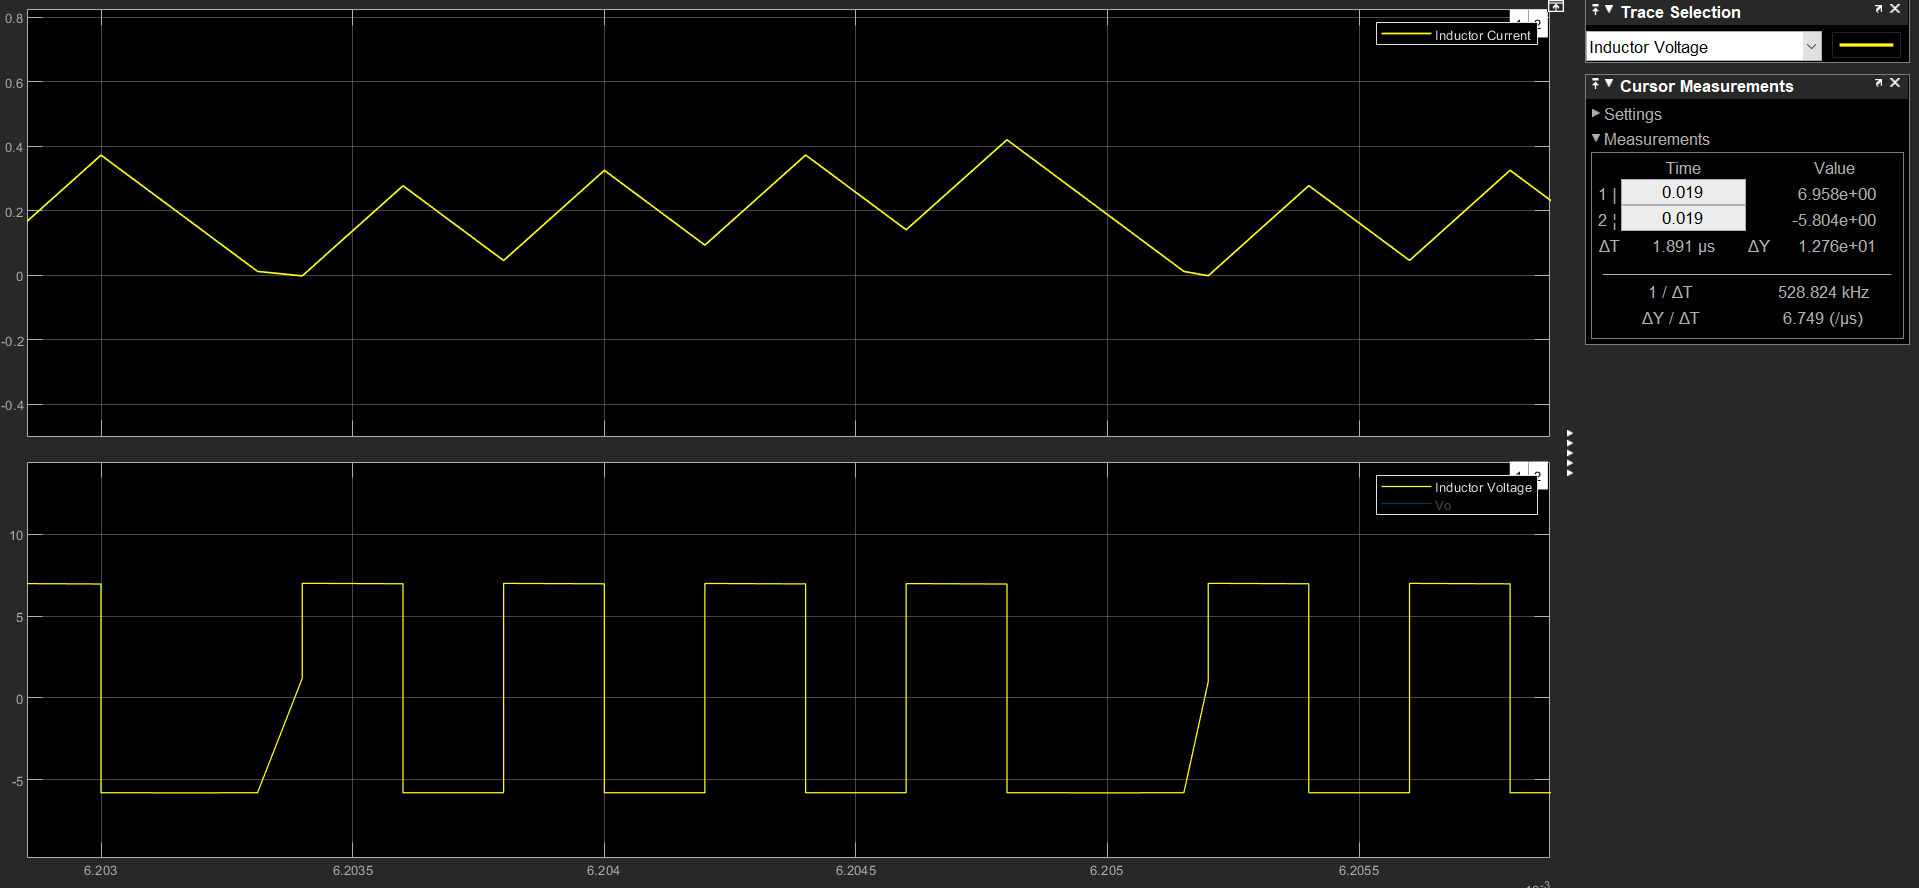 0.8
0.6
0.4
0.2
0
-0.2
-0.4
Inductor Current
10
5
0
-5
Inductor Voltage
Vo
6.203
6.2035
6.204
6.2045
6.205
6.2055
Trace Selection
Inductor Voltage
Cursor Measurements
Settings
Measurements
Time Value
1 | 0.019 6.958e+00
2 ¦ 0.019 -5.804e+00
ΔT 1.891 µs ΔY 1.276e+01
1 / ΔT 528.824 kHz
ΔY / ΔT 6.749 (/µs)